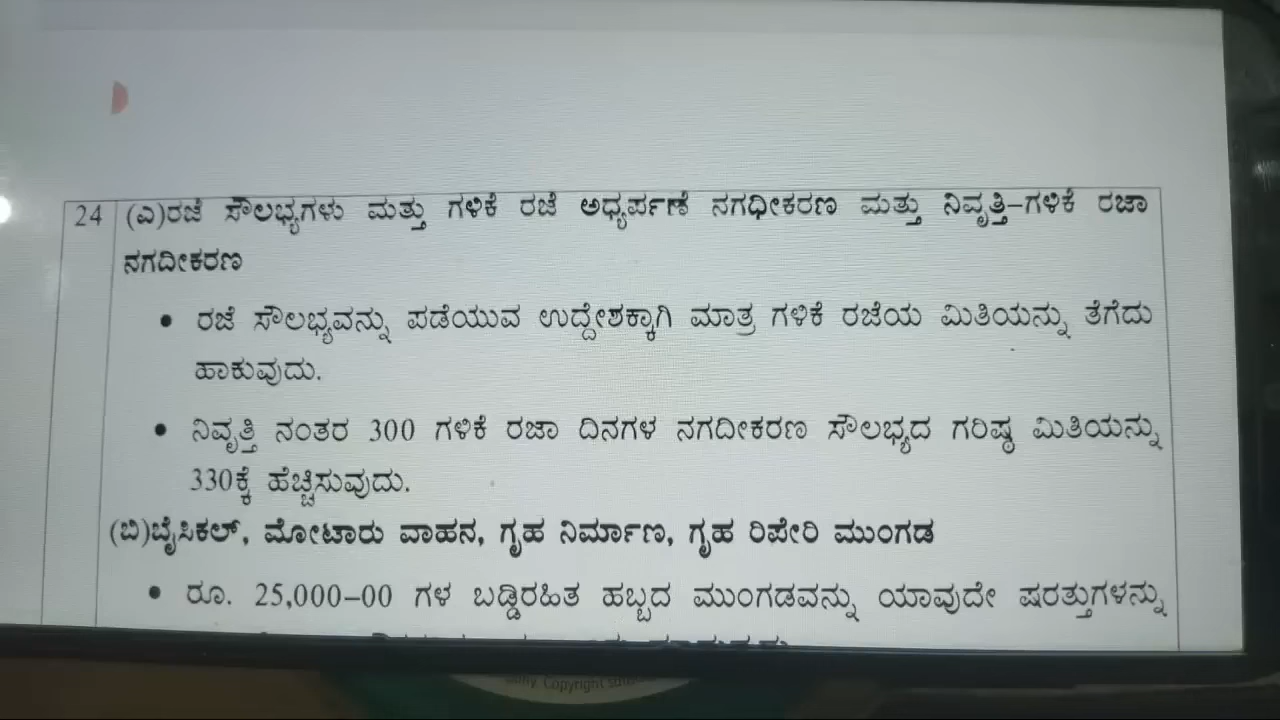 24 (ಎ)ರಜೆ ಸೌಲಭ್ಯಗಳು ಮತ್ತು ಗಳಿಕೆ ರಜೆ ಅಧ್ಯರ್ಪಣೆ ನಗಧೀಕರಣ ಮತ್ತು ನಿವೃತ್ತಿ-ಗಳಿಕೆ ರಜಾ
ನಗದೀಕರಣ
• ರಜೆ ಸೌಲಭ್ಯವನ್ನು ಪಡೆಯುವ ಉದ್ದೇಶಕ್ಕಾಗಿ ಮಾತ್ರ ಗಳಿಕೆ ರಜೆಯ ಮಿತಿಯನ್ನು ತೆಗೆದು
ಹಾಕುವುದು.
• ನಿವೃತ್ತಿ ನಂತರ 300 ಗಳಿಕೆ ರಜಾ ದಿನಗಳ ನಗದೀಕರಣ ಸೌಲಭ್ಯದ ಗರಿಷ್ಠ ಮಿತಿಯನ್ನು
330ಕ್ಕೆ ಹೆಚ್ಚಿಸುವುದು.
(ಬಿ)ಬೈಸಿಕಲ್, ಮೋಟಾರು ವಾಹನ, ಗೃಹ ನಿರ್ಮಾಣ, ಗೃಹ ರಿಪೇರಿ ಮುಂಗಡ
• ರೂ. 25,000-00 ಗಳ ಬಡ್ಡಿರಹಿತ ಹಬ್ಬದ ಮುಂಗಡವನ್ನು ಯಾವುದೇ ಷರತ್ತುಗಳನ್ನು
Copyright